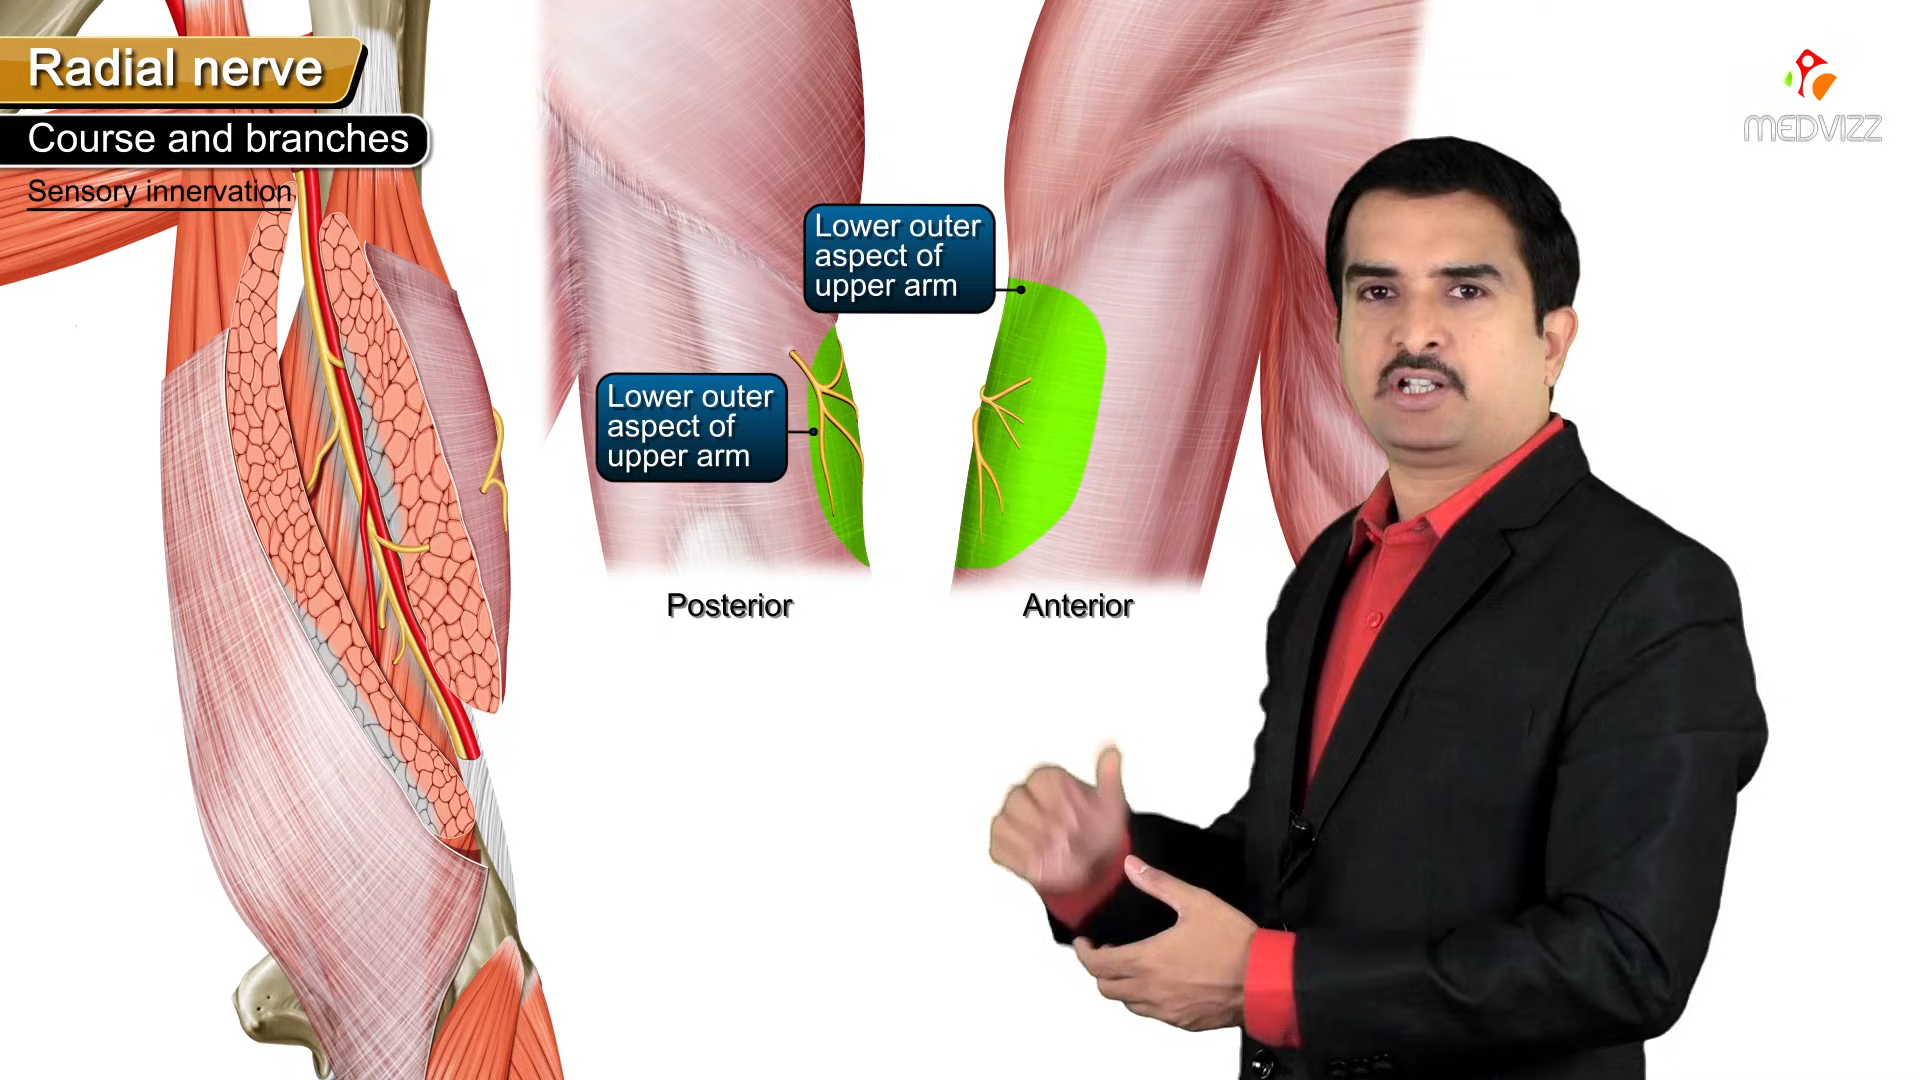 Radial nerve
Course and branches
Sensory innervation
MEDVIZZ
Lower outer
aspect of
upper arm
Lower outer
aspect of
upper arm
Posterior
Anterior